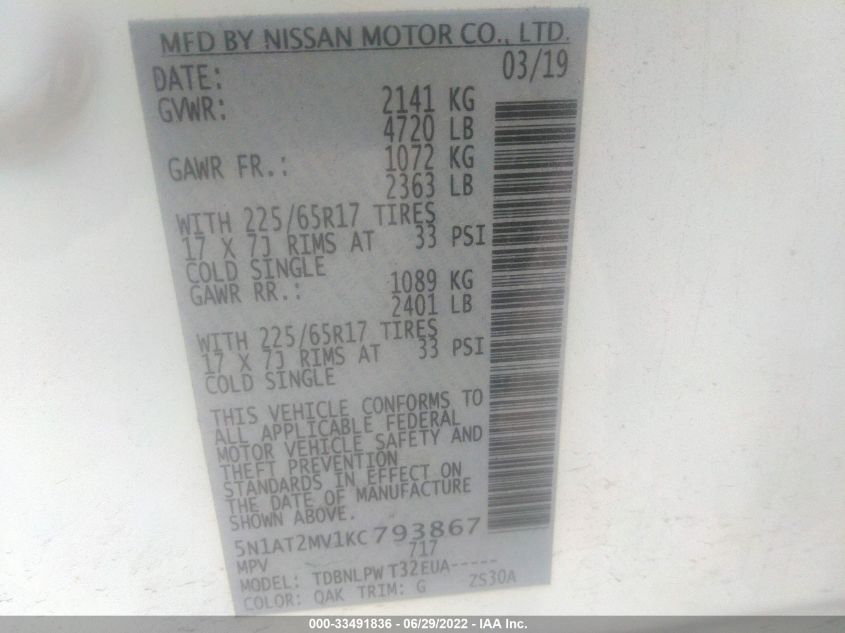 MFD BY NISSAN MOTOR CO., LTD.
DATE: 03/19
GVWR: 2141 KG
4720 LB
GAWR FR.: 1072 KG
2363 LB
WITH 225/65R17 TIRES
17 X 7J RIMS AT 33 PSI
COLD SINGLE
GAWR RR.: 1089 KG
2401 LB
WITH 225/65R17 TIRES
17 X 7J RIMS AT 33 PSI
COLD SINGLE
THIS VEHICLE CONFORMS TO
ALL APPLICABLE FEDERAL
MOTOR VEHICLE SAFETY AND
THEFT PREVENTION
STANDARDS IN EFFECT ON
THE DATE OF MANUFACTURE
SHOWN ABOVE.
5N1AT2MV1KC793867
MPV 717
MODEL: TDBNLPWT32EUA-----
COLOR: QAK TRIM: G ZS30A
000-33491836 - 06/29/2022 - IAA Inc.